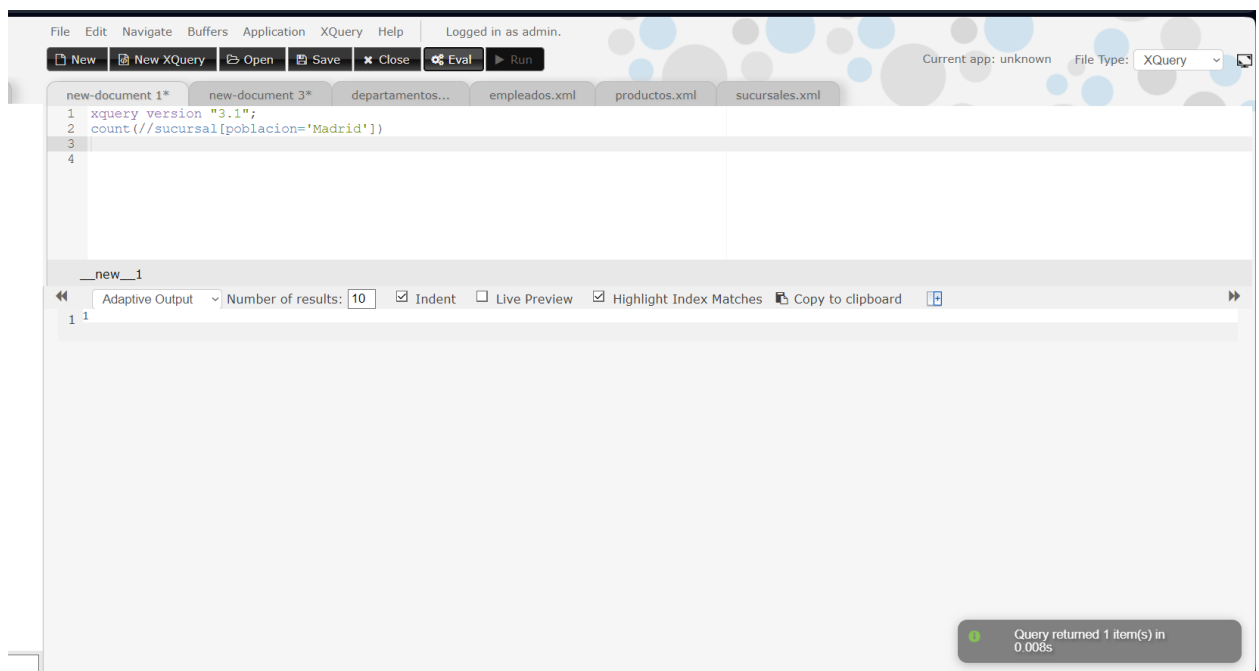 File Edit Navigate Buffers Application XQuery Help Logged in as admin.
New New XQuery Open Save Close Eval Run Current app: unknown File Type: XQuery
new-document 1* new-document 3* departamentos... empleados.xml productos.xml sucursales.xml
1 xquery version "3.1";
2 count(//sucursal[poblacion='Madrid'])
3
4
__new__1
Adaptive Output Number of results: 10 Indent Live Preview Highlight Index Matches Copy to clipboard
1 1
Query returned 1 item(s) in
0.008s